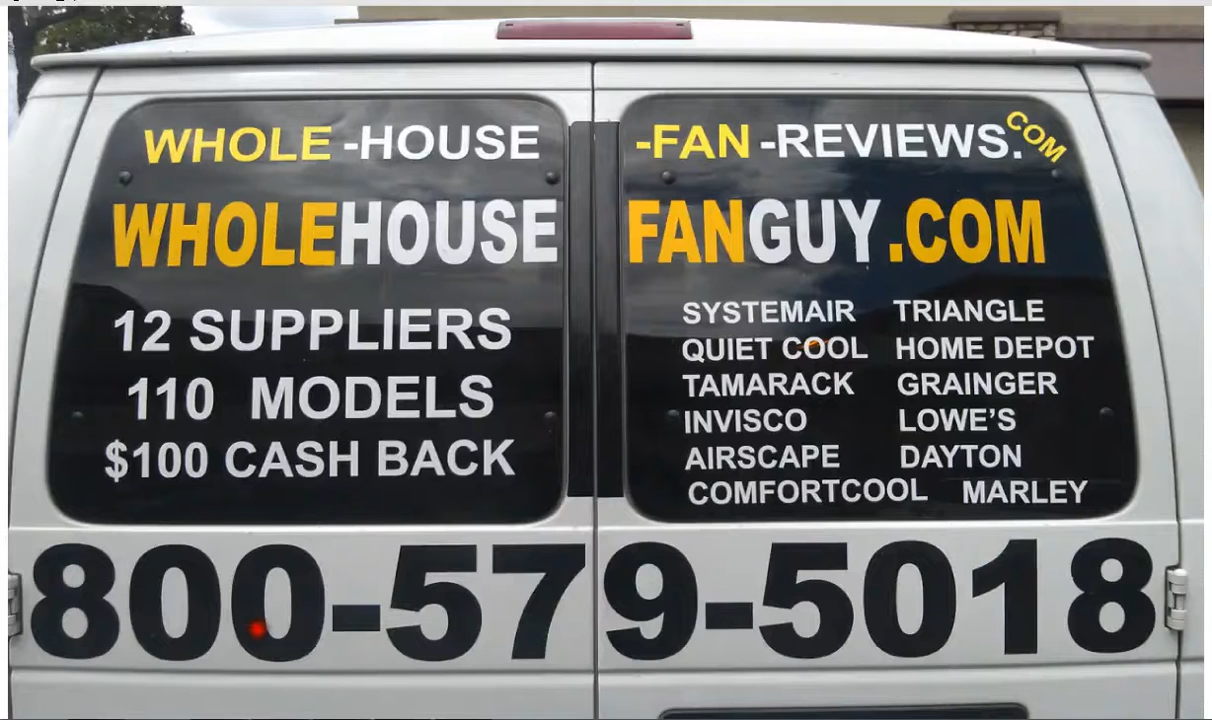 WHOLE -HOUSE -FAN -REVIEWS.COM
WHOLEHOUSE FANGUY.COM
12 SUPPLIERS
110 MODELS
$100 CASH BACK
SYSTEMAIR TRIANGLE
QUIET COOL HOME DEPOT
TAMARACK GRAINGER
INVISCO LOWE'S
AIRSCAPE DAYTON
COMFORTCOOL MARLEY
800-579-5018